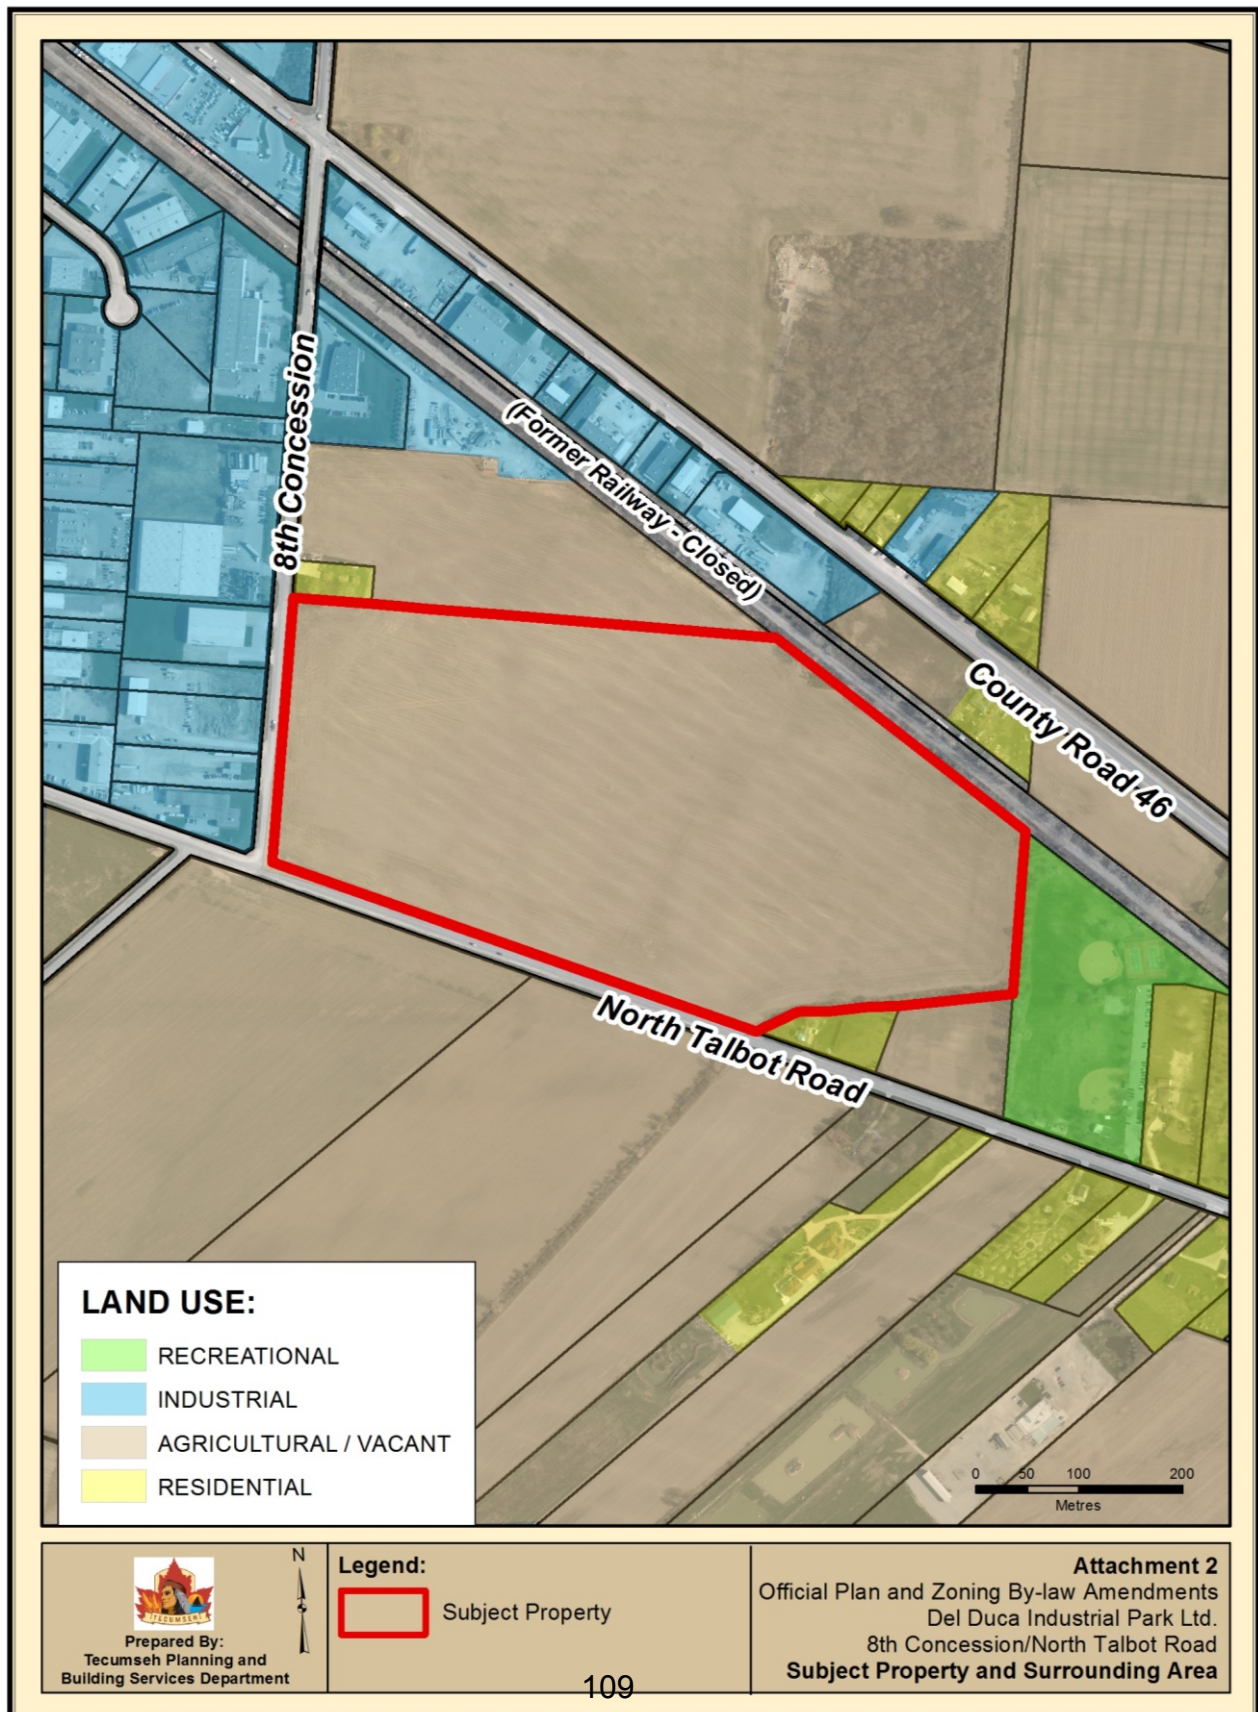 8th Concession
(Former Railway - Closed)
County Road 46
North Talbot Road
LAND USE:
RECREATIONAL
INDUSTRIAL
AGRICULTURAL / VACANT
RESIDENTIAL
0 50 100 200
Metres
TECUMSEH
Prepared By:
Tecumseh Planning and
Building Services Department
N
Legend:
Subject Property
Attachment 2
Official Plan and Zoning By-law Amendments
Del Duca Industrial Park Ltd.
8th Concession/North Talbot Road
Subject Property and Surrounding Area
109